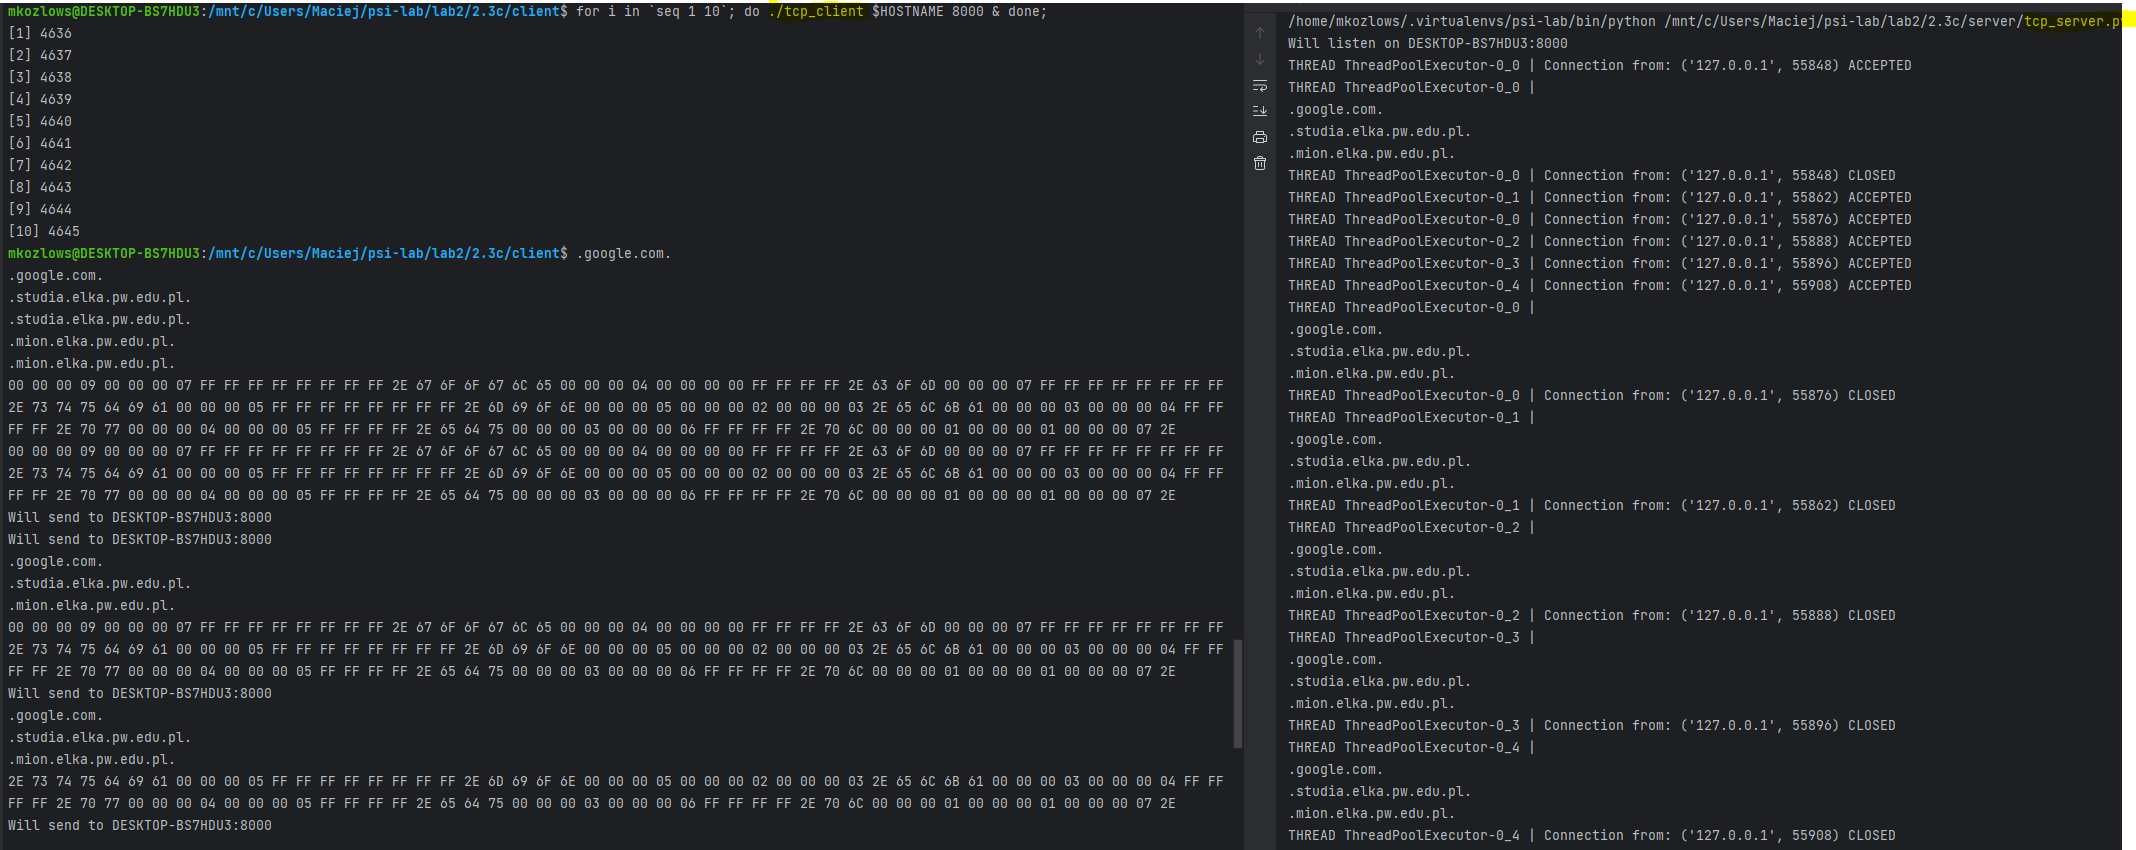 mkozlows@DESKTOP-BS7HDU3:/mnt/c/Users/Maciej/psi-lab/lab2/2.3c/client$ for i in `seq 1 10`; do ./tcp_client $HOSTNAME 8000 & done;
[1] 4636
[2] 4637
[3] 4638
[4] 4639
[5] 4640
[6] 4641
[7] 4642
[8] 4643
[9] 4644
[10] 4645
mkozlows@DESKTOP-BS7HDU3:/mnt/c/Users/Maciej/psi-lab/lab2/2.3c/client$ .google.com.
.google.com.
.studia.elka.pw.edu.pl.
.studia.elka.pw.edu.pl.
.mion.elka.pw.edu.pl.
.mion.elka.pw.edu.pl.
00 00 00 09 00 00 00 07 FF FF FF FF FF FF FF FF 2E 67 6F 6F 67 6C 65 00 00 00 04 00 00 00 00 FF FF FF FF 2E 63 6F 6D 00 00 00 07 FF FF FF FF FF FF FF FF
2E 73 74 75 64 69 61 00 00 00 05 FF FF FF FF FF FF FF FF 2E 6D 69 6F 6E 00 00 00 05 00 00 00 02 00 00 00 03 2E 65 6C 6B 61 00 00 00 03 00 00 00 04 FF FF
FF FF 2E 70 77 00 00 00 04 00 00 00 05 FF FF FF FF 2E 65 64 75 00 00 00 03 00 00 00 06 FF FF FF FF 2E 70 6C 00 00 00 01 00 00 00 01 00 00 00 07 2E
00 00 00 09 00 00 00 07 FF FF FF FF FF FF FF FF 2E 67 6F 6F 67 6C 65 00 00 00 04 00 00 00 00 FF FF FF FF 2E 63 6F 6D 00 00 00 07 FF FF FF FF FF FF FF FF
2E 73 74 75 64 69 61 00 00 00 05 FF FF FF FF FF FF FF FF 2E 6D 69 6F 6E 00 00 00 05 00 00 00 02 00 00 00 03 2E 65 6C 6B 61 00 00 00 03 00 00 00 04 FF FF
FF FF 2E 70 77 00 00 00 04 00 00 00 05 FF FF FF FF 2E 65 64 75 00 00 00 03 00 00 00 06 FF FF FF FF 2E 70 6C 00 00 00 01 00 00 00 01 00 00 00 07 2E
Will send to DESKTOP-BS7HDU3:8000
Will send to DESKTOP-BS7HDU3:8000
.google.com.
.studia.elka.pw.edu.pl.
.mion.elka.pw.edu.pl.
00 00 00 09 00 00 00 07 FF FF FF FF FF FF FF FF 2E 67 6F 6F 67 6C 65 00 00 00 04 00 00 00 00 FF FF FF FF 2E 63 6F 6D 00 00 00 07 FF FF FF FF FF FF FF FF
2E 73 74 75 64 69 61 00 00 00 05 FF FF FF FF FF FF FF FF 2E 6D 69 6F 6E 00 00 00 05 00 00 00 02 00 00 00 03 2E 65 6C 6B 61 00 00 00 03 00 00 00 04 FF FF
FF FF 2E 70 77 00 00 00 04 00 00 00 05 FF FF FF FF 2E 65 64 75 00 00 00 03 00 00 00 06 FF FF FF FF 2E 70 6C 00 00 00 01 00 00 00 01 00 00 00 07 2E
Will send to DESKTOP-BS7HDU3:8000
.google.com.
.studia.elka.pw.edu.pl.
.mion.elka.pw.edu.pl.
2E 73 74 75 64 69 61 00 00 00 05 FF FF FF FF FF FF FF FF 2E 6D 69 6F 6E 00 00 00 05 00 00 00 02 00 00 00 03 2E 65 6C 6B 61 00 00 00 03 00 00 00 04 FF FF
FF FF 2E 70 77 00 00 00 04 00 00 00 05 FF FF FF FF 2E 65 64 75 00 00 00 03 00 00 00 06 FF FF FF FF 2E 70 6C 00 00 00 01 00 00 00 01 00 00 00 07 2E
Will send to DESKTOP-BS7HDU3:8000
/home/mkozlows/.virtualenvs/psi-lab/bin/python /mnt/c/Users/Maciej/psi-lab/lab2/2.3c/server/tcp_server.p
Will listen on DESKTOP-BS7HDU3:8000
THREAD ThreadPoolExecutor-0_0 | Connection from: ('127.0.0.1', 55848) ACCEPTED
THREAD ThreadPoolExecutor-0_0 |
.google.com.
.studia.elka.pw.edu.pl.
.mion.elka.pw.edu.pl.
THREAD ThreadPoolExecutor-0_0 | Connection from: ('127.0.0.1', 55848) CLOSED
THREAD ThreadPoolExecutor-0_1 | Connection from: ('127.0.0.1', 55862) ACCEPTED
THREAD ThreadPoolExecutor-0_0 | Connection from: ('127.0.0.1', 55876) ACCEPTED
THREAD ThreadPoolExecutor-0_2 | Connection from: ('127.0.0.1', 55888) ACCEPTED
THREAD ThreadPoolExecutor-0_3 | Connection from: ('127.0.0.1', 55896) ACCEPTED
THREAD ThreadPoolExecutor-0_4 | Connection from: ('127.0.0.1', 55908) ACCEPTED
THREAD ThreadPoolExecutor-0_0 |
.google.com.
.studia.elka.pw.edu.pl.
.mion.elka.pw.edu.pl.
THREAD ThreadPoolExecutor-0_0 | Connection from: ('127.0.0.1', 55876) CLOSED
THREAD ThreadPoolExecutor-0_1 |
.google.com.
.studia.elka.pw.edu.pl.
.mion.elka.pw.edu.pl.
THREAD ThreadPoolExecutor-0_1 | Connection from: ('127.0.0.1', 55862) CLOSED
THREAD ThreadPoolExecutor-0_2 |
.google.com.
.studia.elka.pw.edu.pl.
.mion.elka.pw.edu.pl.
THREAD ThreadPoolExecutor-0_2 | Connection from: ('127.0.0.1', 55888) CLOSED
THREAD ThreadPoolExecutor-0_3 |
.google.com.
.studia.elka.pw.edu.pl.
.mion.elka.pw.edu.pl.
THREAD ThreadPoolExecutor-0_3 | Connection from: ('127.0.0.1', 55896) CLOSED
THREAD ThreadPoolExecutor-0_4 |
.google.com.
.studia.elka.pw.edu.pl.
.mion.elka.pw.edu.pl.
THREAD ThreadPoolExecutor-0_4 | Connection from: ('127.0.0.1', 55908) CLOSED